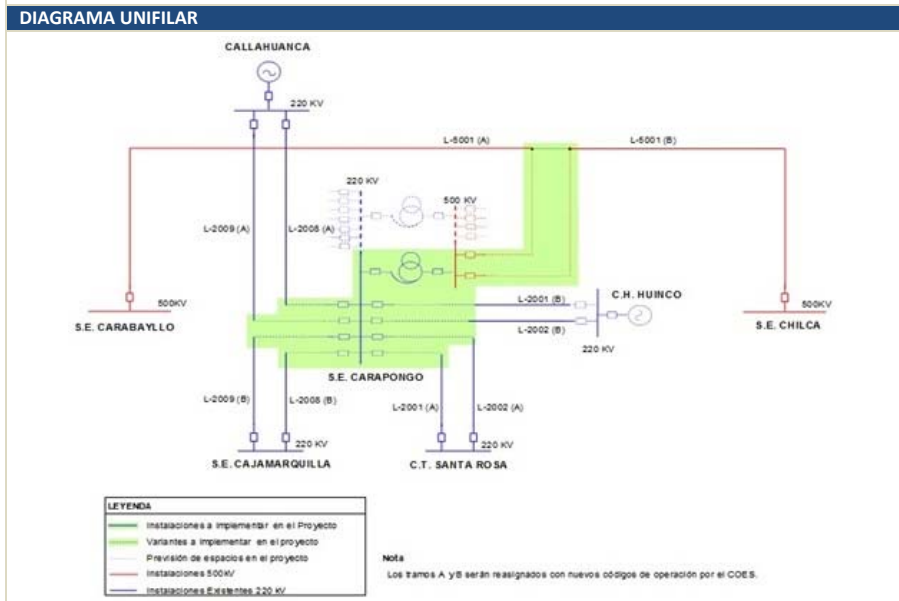 DIAGRAMA UNIFILAR
CALLAHUANCA
220 KV
L-5001 (A)
L-5001 (B)
220 KV
500 KV
L-2009 (A)
L-2008 (A)
L-2001 (B)
C.H. HUINCO
500KV
500KV
S.E. CARABAYLLO
L-2002 (B)
S.E. CHILCA
220 KV
S.E. CARAPONGO
L-2009 (B)
L-2008 (B)
L-2001 (A)
L-2002 (A)
220 KV
220 KV
S.E. CAJAMARQUILLA
C.T. SANTA ROSA
LEYENDA
Instalaciones a Implementar en el Proyecto
Variantes a Implementar en el proyecto
Previsión de espacios en el proyecto
Instalaciones 500kV
Instalaciones Existentes 220 kV
Nota
Los tramos A y B serán reasignados con nuevos códigos de operación por el COES.